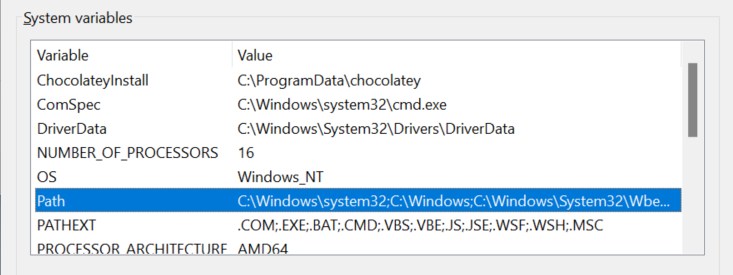 System variables
Variable Value
ChocolateyInstall C:\ProgramData\chocolatey
ComSpec C:\Windows\system32\cmd.exe
DriverData C:\Windows\System32\Drivers\DriverData
NUMBER_OF_PROCESSORS 16
OS Windows_NT
Path C:\Windows\system32;C:\Windows;C:\Windows\System32\Wbe...
PATHEXT .COM;.EXE;.BAT;.CMD;.VBS;.VBE;.JS;.JSE;.WSF;.WSH;.MSC
PROCESSOR_ARCHITECTURE AMD64